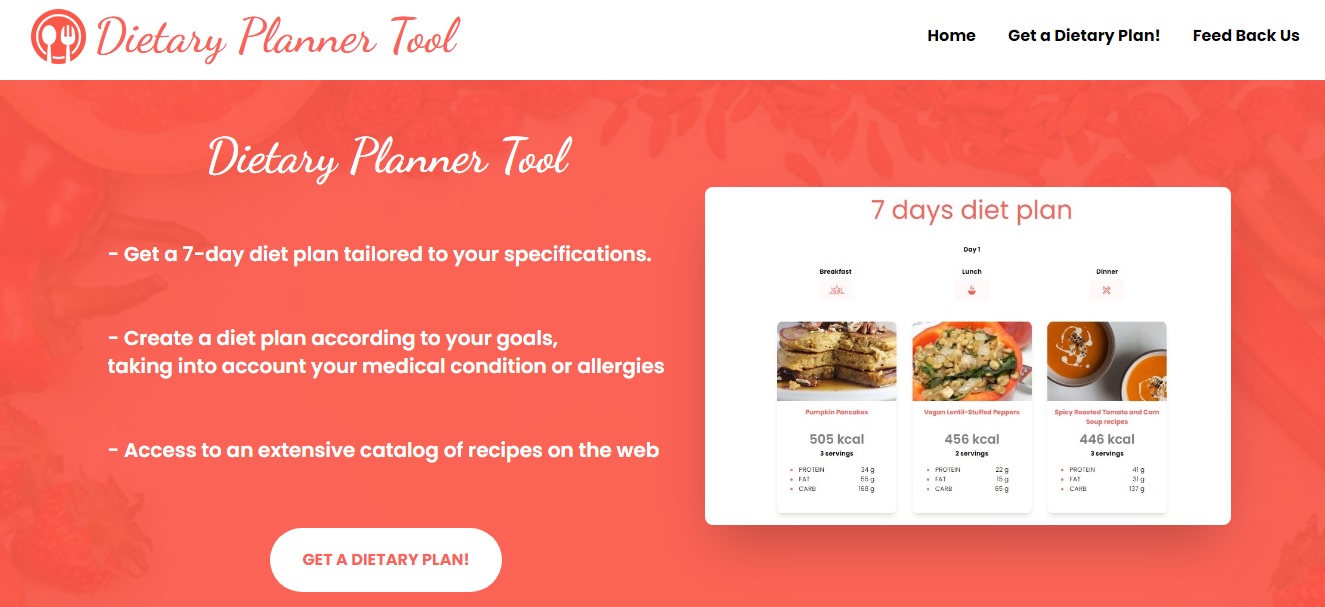 Dietary Planner Tool
Home Get a Dietary Plan! Feed Back Us
Dietary Planner Tool
- Get a 7-day diet plan tailored to your specifications.
- Create a diet plan according to your goals,
taking into account your medical condition or allergies
- Access to an extensive catalog of recipes on the web
GET A DIETARY PLAN!
7 days diet plan
Day 1
Breakfast Lunch Dinner
Pumpkin Pancakes
505 kcal
3 servings
PROTEIN 34 g
FAT 55 g
CARB 168 g
Vegan Lentil-Stuffed Peppers
456 kcal
2 servings
PROTEIN 22 g
FAT 15 g
CARB 65 g
Spicy Roasted Tomato and Corn
Soup recipes
446 kcal
3 servings
PROTEIN 41 g
FAT 31 g
CARB 137 g